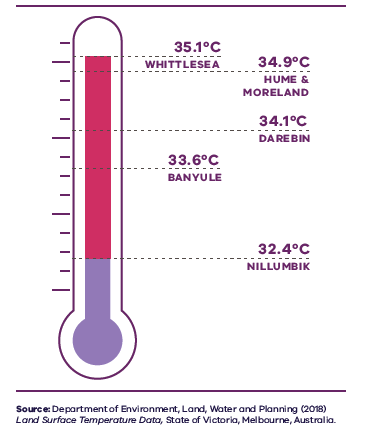 35.1°C
WHITTLESEA
34.9°C
HUME &
MORELAND
34.1°C
DAREBIN
33.6°C
BANYULE
32.4°C
NILLUMBIK
Source: Department of Environment, Land, Water and Planning (2018)
Land Surface Temperature Data, State of Victoria, Melbourne, Australia.